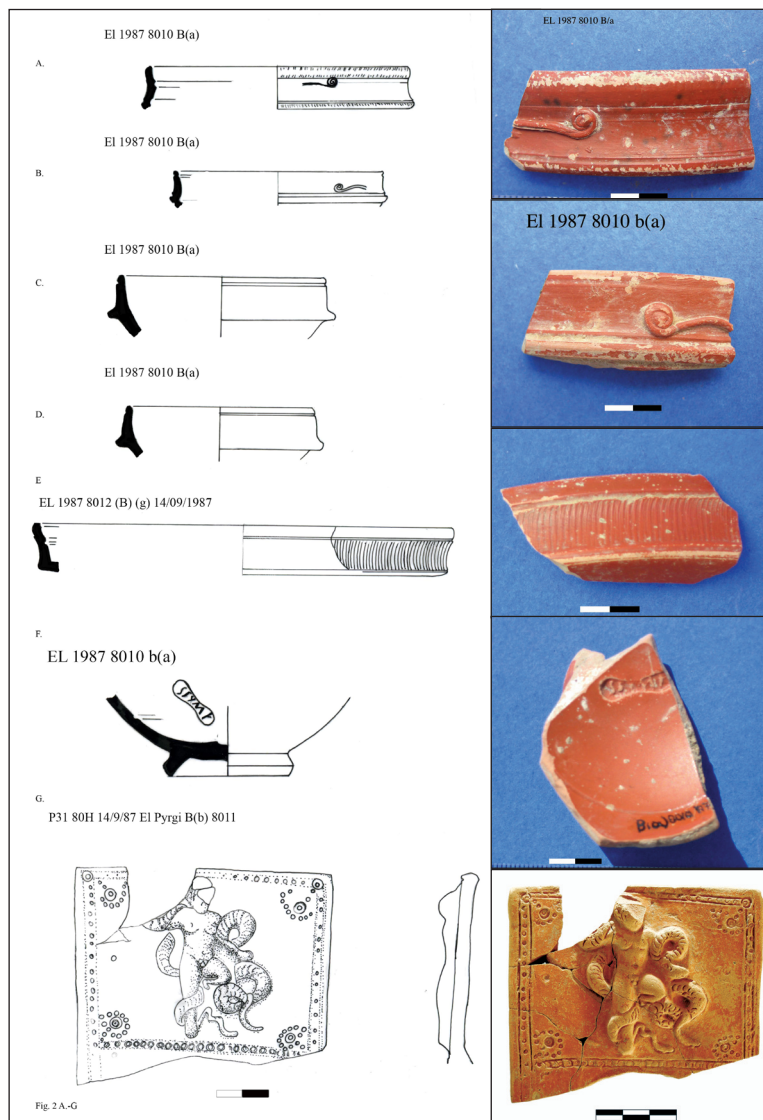 El 1987 8010 B(a)
A.
El 1987 8010 B(a)
B.
El 1987 8010 B(a)
C.
El 1987 8010 B(a)
D.
E
EL 1987 8012 (B) (g) 14/09/1987
F.
EL 1987 8010 b(a)
G.
P31 80H 14/9/87 El Pyrgi B(b) 8011
Fig. 2 A.-G
EL 1987 8010 B/a
El 1987 8010 b(a)